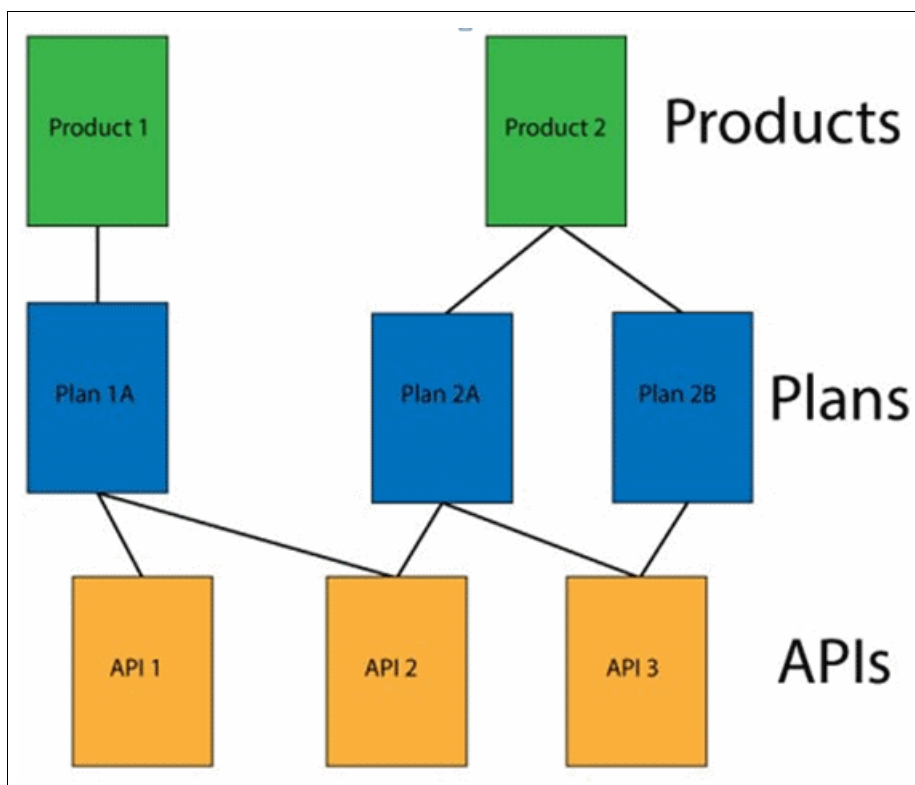 Product 1
Product 2
Products
Plan 1A
Plan 2A
Plan 2B
Plans
API 1
API 2
API 3
APIs